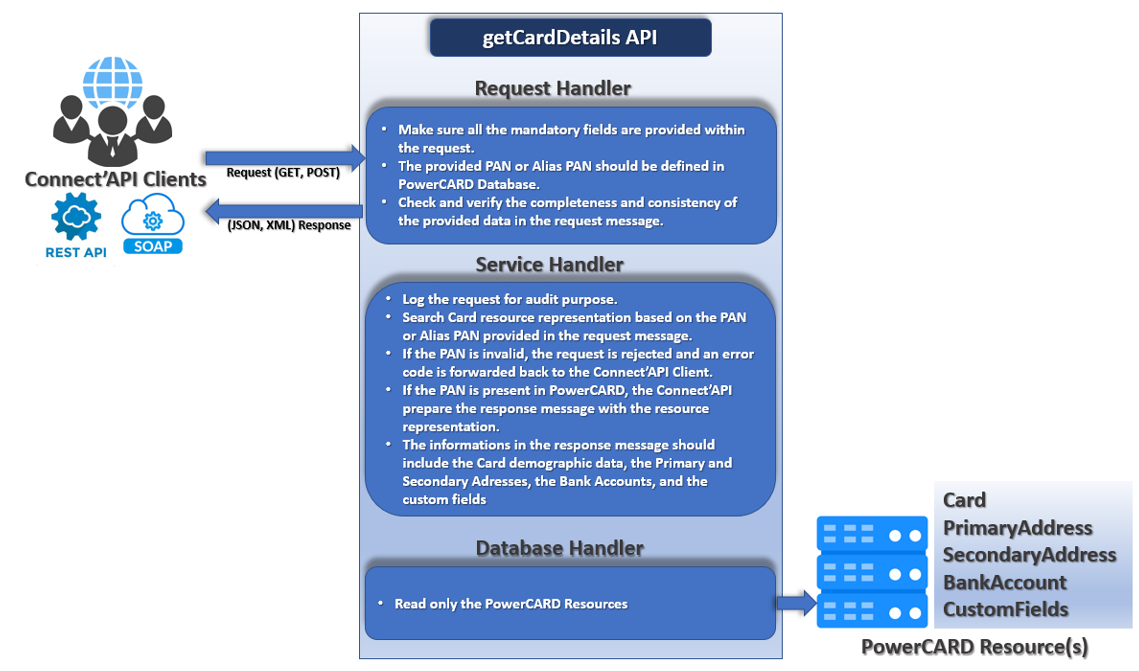 getCardDetails API
Request Handler
• Make sure all the mandatory fields are provided within
the request.
• The provided PAN or Alias PAN should be defined in
PowerCARD Database.
• Check and verify the completeness and consistency of
the provided data in the request message.
Connect'API Clients
REST API
SOAP
Request (GET, POST)
(JSON, XML) Response
Service Handler
• Log the request for audit purpose.
• Search Card resource representation based on the PAN
or Alias PAN provided in the request message.
• If the PAN is invalid, the request is rejected and an error
code is forwarded back to the Connect'API Client.
• If the PAN is present in PowerCARD, the Connect'API
prepare the response message with the resource
representation.
• The informations in the response message should
include the Card demographic data, the Primary and
Secondary Adresses, the Bank Accounts, and the
custom fields
Database Handler
• Read only the PowerCARD Resources
Card
PrimaryAddress
SecondaryAddress
BankAccount
CustomFields
PowerCARD Resource(s)